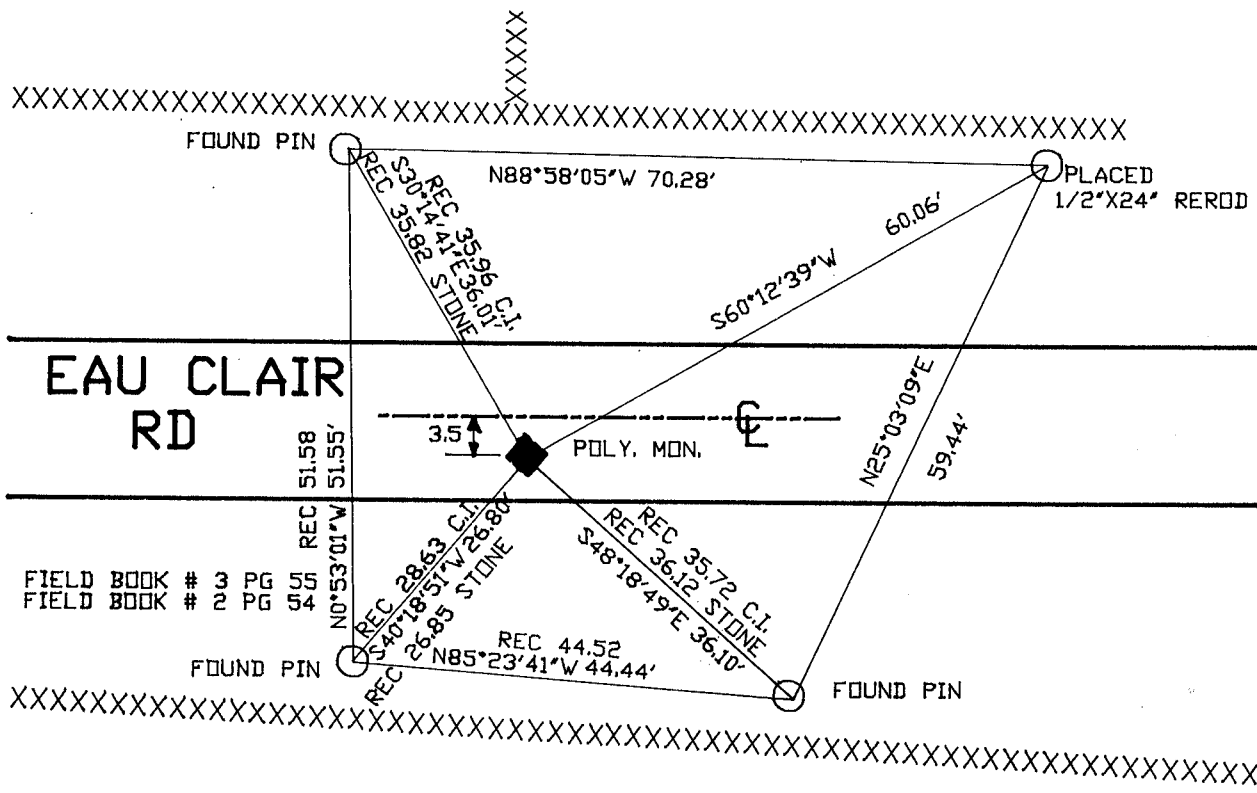 XXXXX
XXXXXXXXXXXXXXXXXXXXXXXXXXXXXXXXXXXXXXXXXXXXXXXXXXXXXXXXXXX
FOUND PIN
N88°58'05"W 70.28'
PLACED
1/2"X24" REROD
REC 35.96 C.I.
S30°14'41"E 36.01'
REC 35.82 STONE
60.06'
S60°12'39"W
EAU CLAIR
RD
3.5
CL
POLY. MON.
N25°03'09"E
59.44'
REC 51.58
N0°53'01"W 51.55'
REC 28.63 C.I.
S40°18'51"W 26.80'
REC 26.85 STONE
REC 35.72 C.I.
REC 36.12 STONE
S48°18'49"E 36.10'
FIELD BOOK # 3 PG 55
FIELD BOOK # 2 PG 54
REC 44.52
N85°23'41"W 44.44'
FOUND PIN
FOUND PIN
XXXXXXXXXXXXXXXXXXXXXXXXXXXXXXXXXXXXXXXXXXXXXXXXXXXXXXXXXXXXXXXXXX